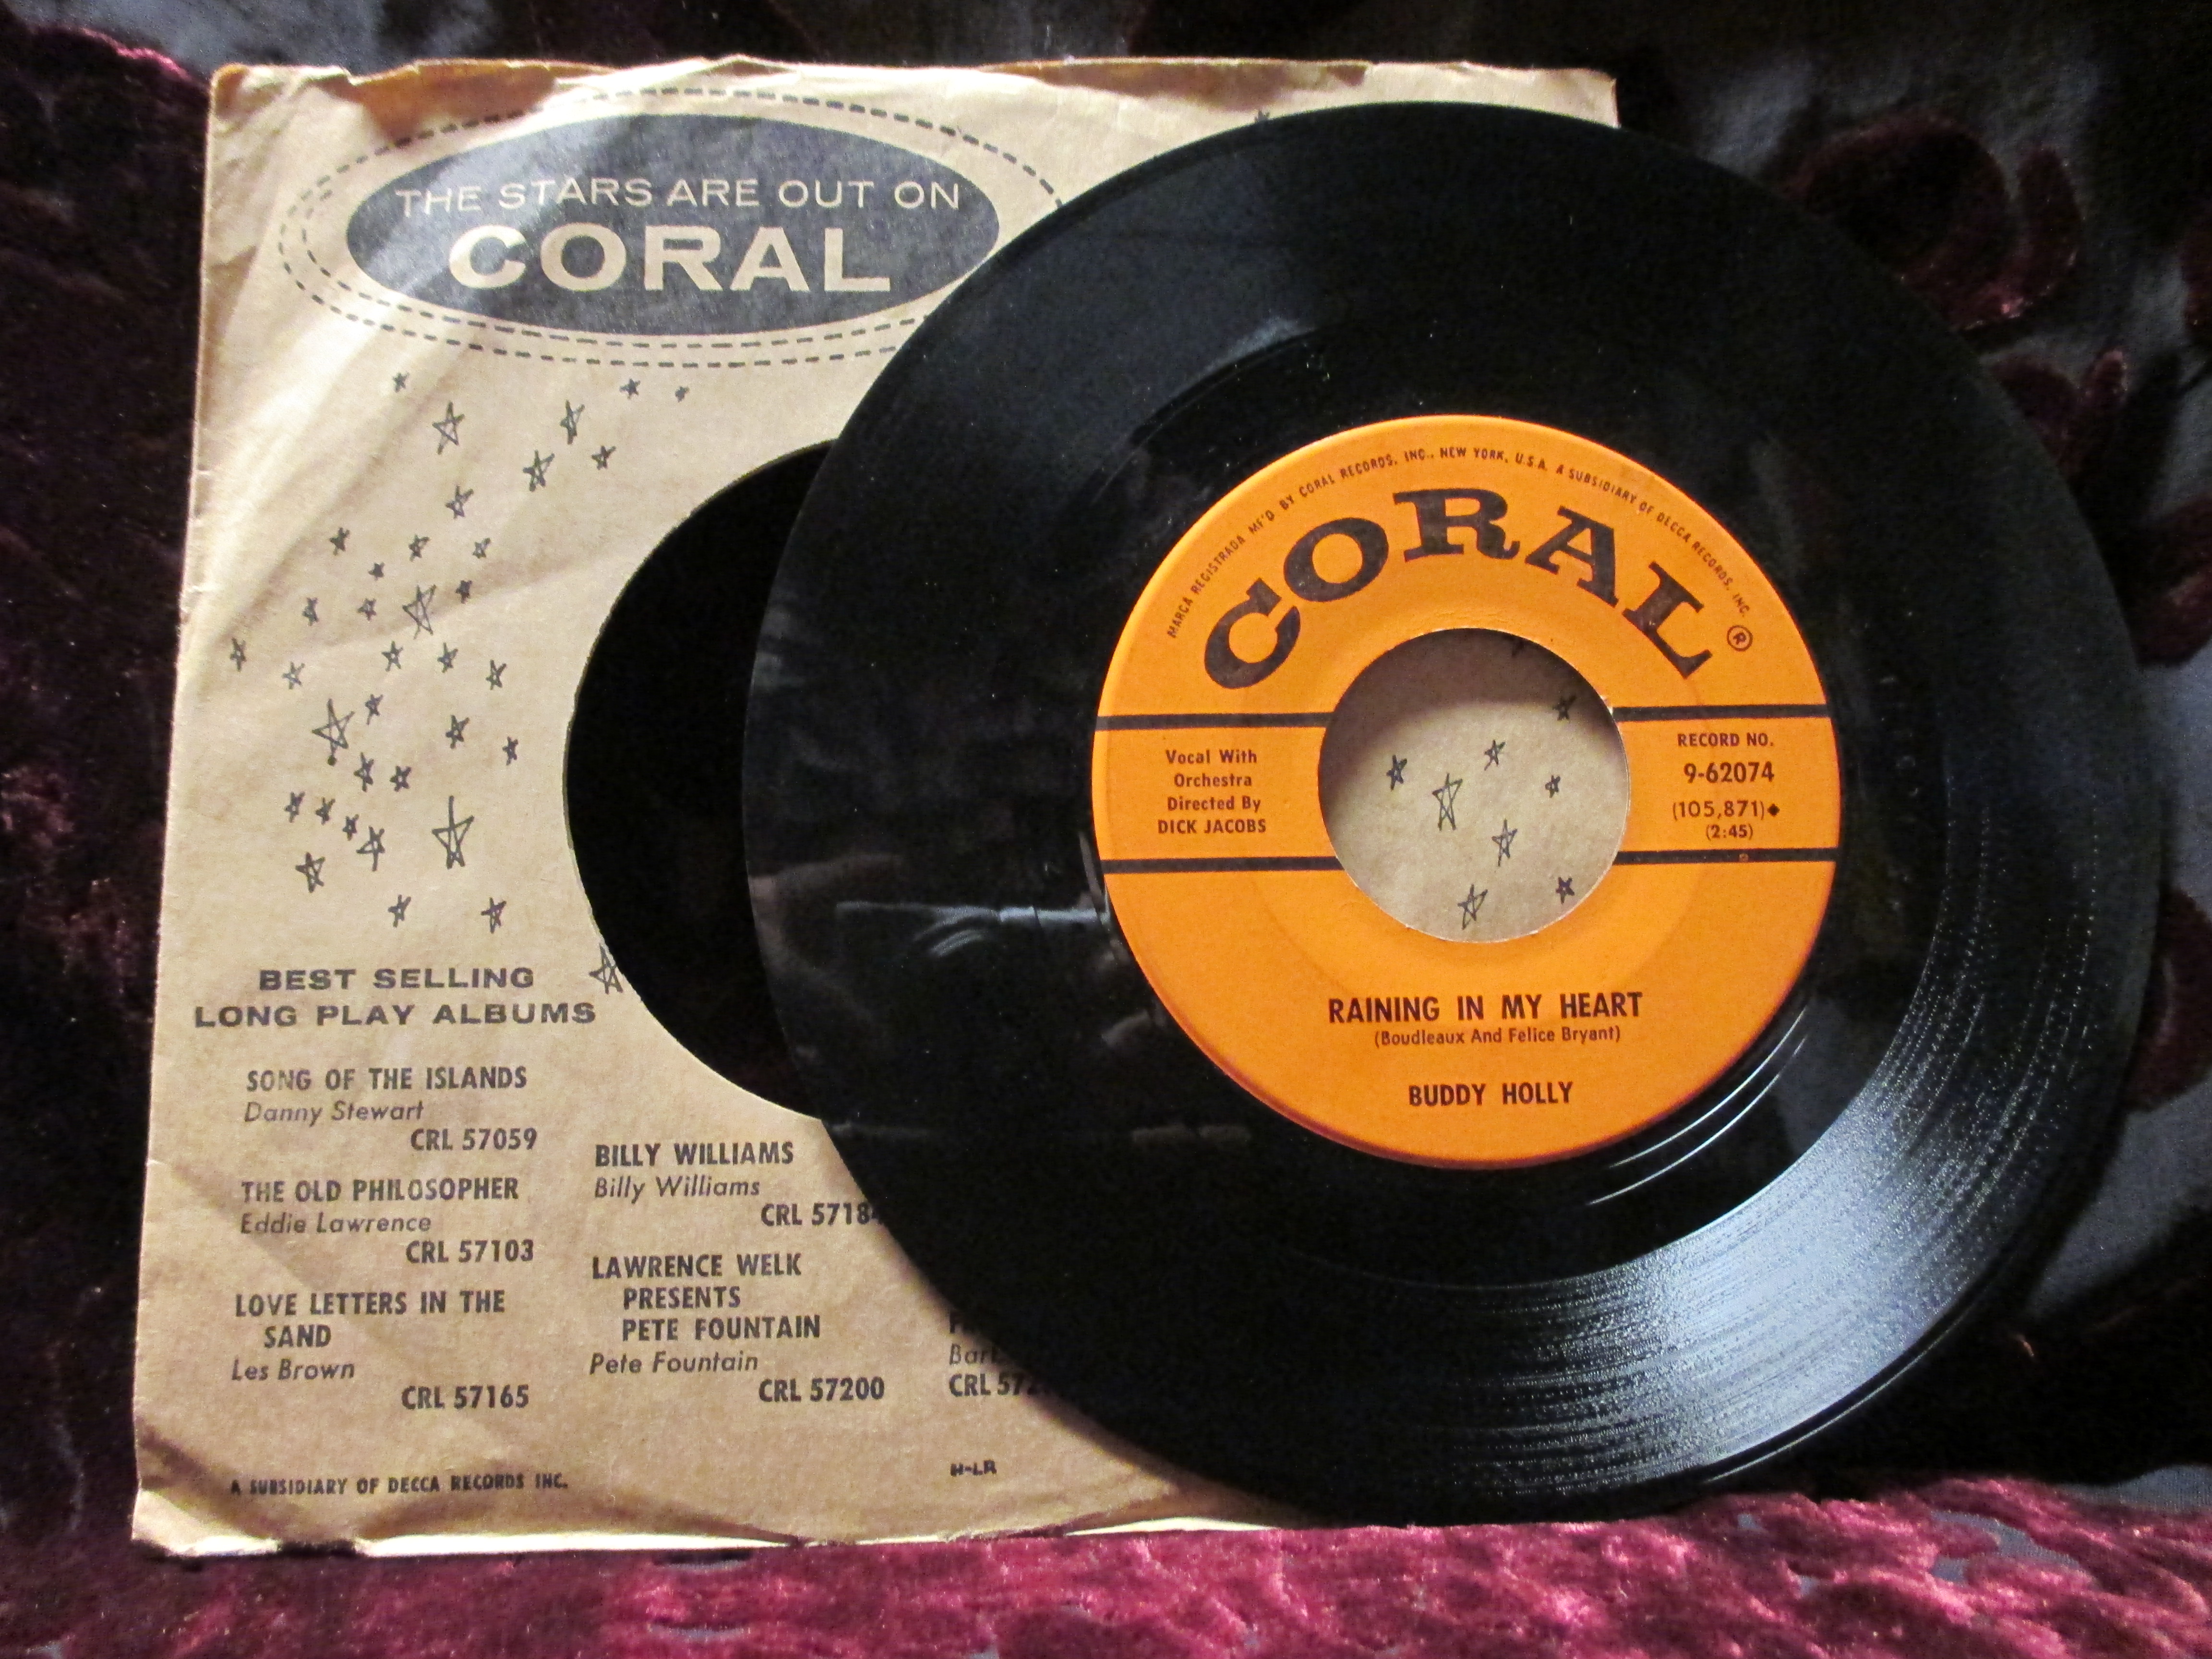 THE STARS ARE OUT ON
CORAL
BEST SELLING
LONG PLAY ALBUMS
SONG OF THE ISLANDS
Danny Stewart
CRL 57059
THE OLD PHILOSOPHER
Eddie Lawrence
CRL 57103
LOVE LETTERS IN THE
SAND
Les Brown
CRL 57165
BILLY WILLIAMS
Billy Williams
CRL 57184
LAWRENCE WELK
PRESENTS
PETE FOUNTAIN
Pete Fountain
CRL 57200
CRL
A SUBSIDIARY OF DECCA RECORDS INC.
H-LR
MARCA REGISTRADA MF'D BY CORAL RECORDS, INC., NEW YORK, U.S.A. A SUBSIDIARY OF DECCA RECORDS, INC.
CORAL ®
Vocal With
Orchestra
Directed By
DICK JACOBS
RECORD NO.
9-62074
(105,871)◆
(2:45)
RAINING IN MY HEART
(Boudleaux And Felice Bryant)
BUDDY HOLLY